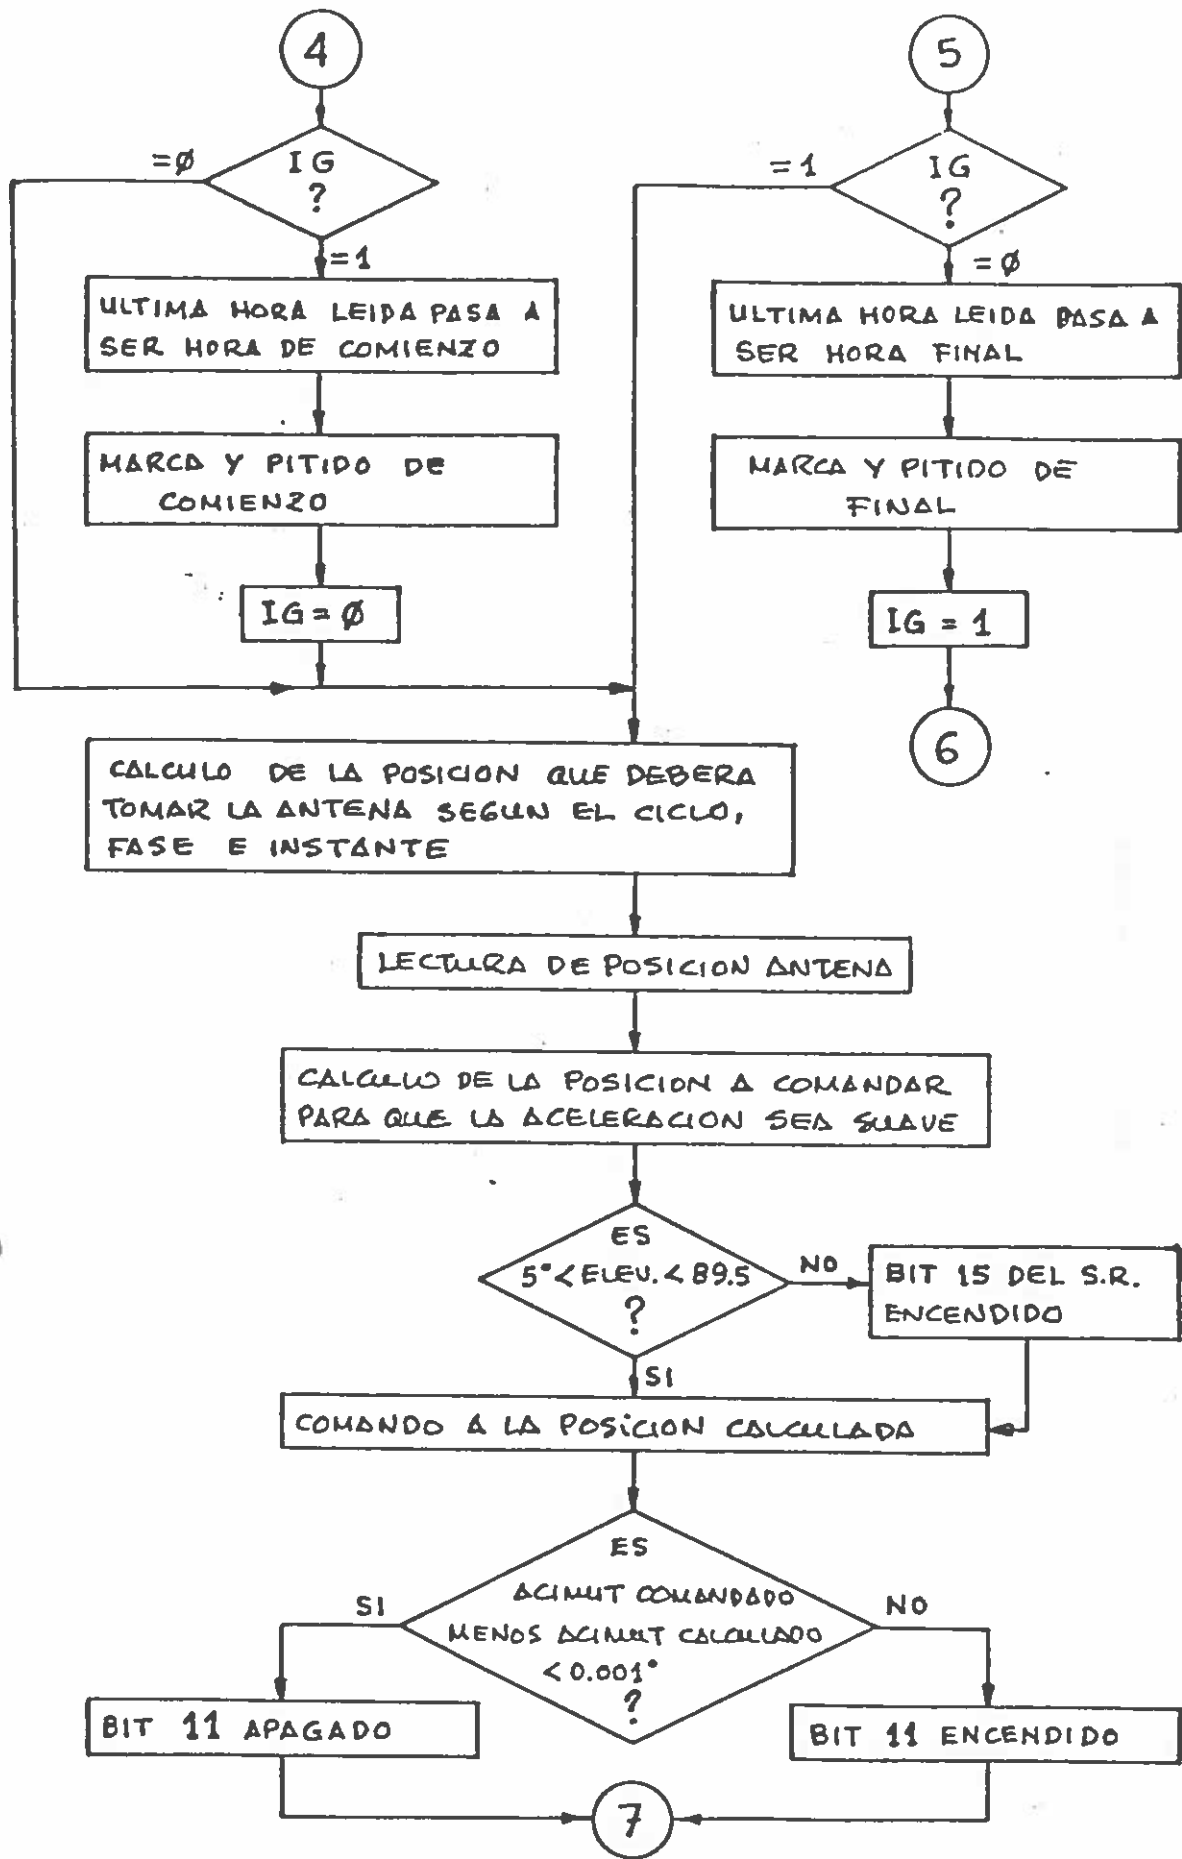 4
IG
?
=Ø
=1
ULTIMA HORA LEIDA PASA A
SER HORA DE COMIENZO
MARCA Y PITIDO DE
COMIENZO
IG = Ø
5
IG
?
= 1
= Ø
ULTIMA HORA LEIDA PASA A
SER HORA FINAL
MARCA Y PITIDO DE
FINAL
IG = 1
6
CALCULO DE LA POSICION QUE DEBERA
TOMAR LA ANTENA SEGUN EL CICLO,
FASE E INSTANTE
LECTURA DE POSICION ANTENA
CALCULO DE LA POSICION A COMANDAR
PARA QUE LA ACELERACION SEA SUAVE
ES
5° < ELEV. < 89.5
?
NO
BIT 15 DEL S.R.
ENCENDIDO
SI
COMANDO A LA POSICION CALCULADA
ES
ACIMUT COMANDADO
MENOS ACIMUT CALCULADO
< 0.001°
?
SI
NO
BIT 11 APAGADO
BIT 11 ENCENDIDO
7